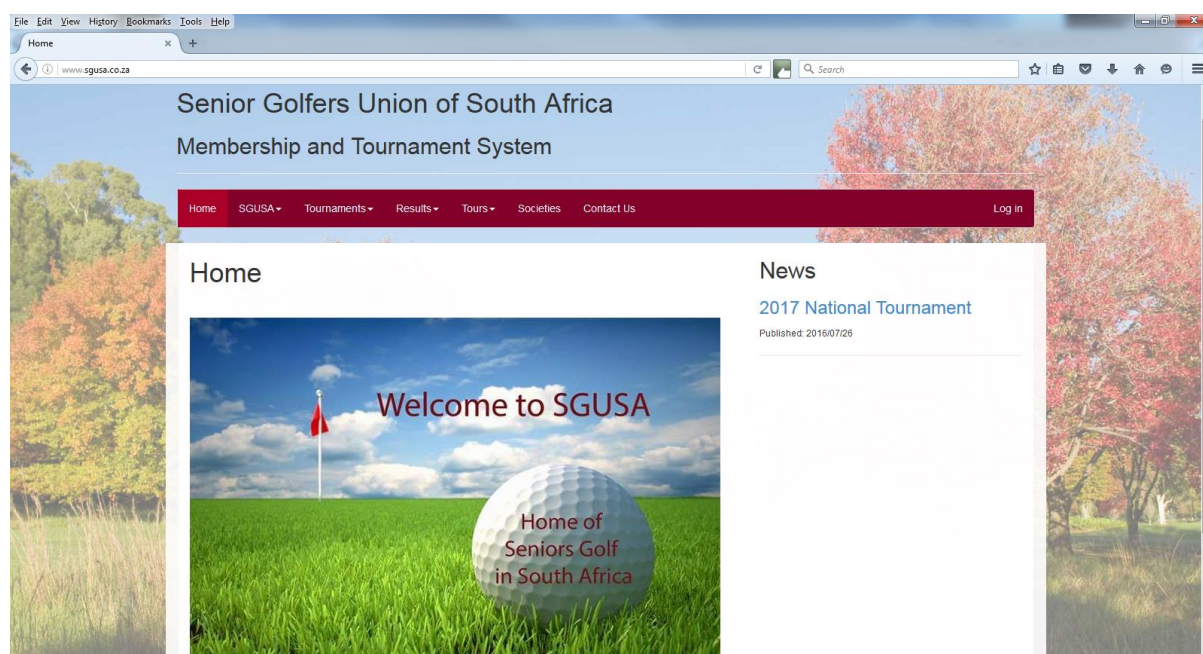 File Edit View History Bookmarks Tools Help
Home
www.sgusa.co.za
Search
Senior Golfers Union of South Africa
Membership and Tournament System
Home SGUSA Tournaments Results Tours Societies Contact Us Log in
Home
Welcome to SGUSA
Home of
Seniors Golf
in South Africa
News
2017 National Tournament
Published: 2016/07/26